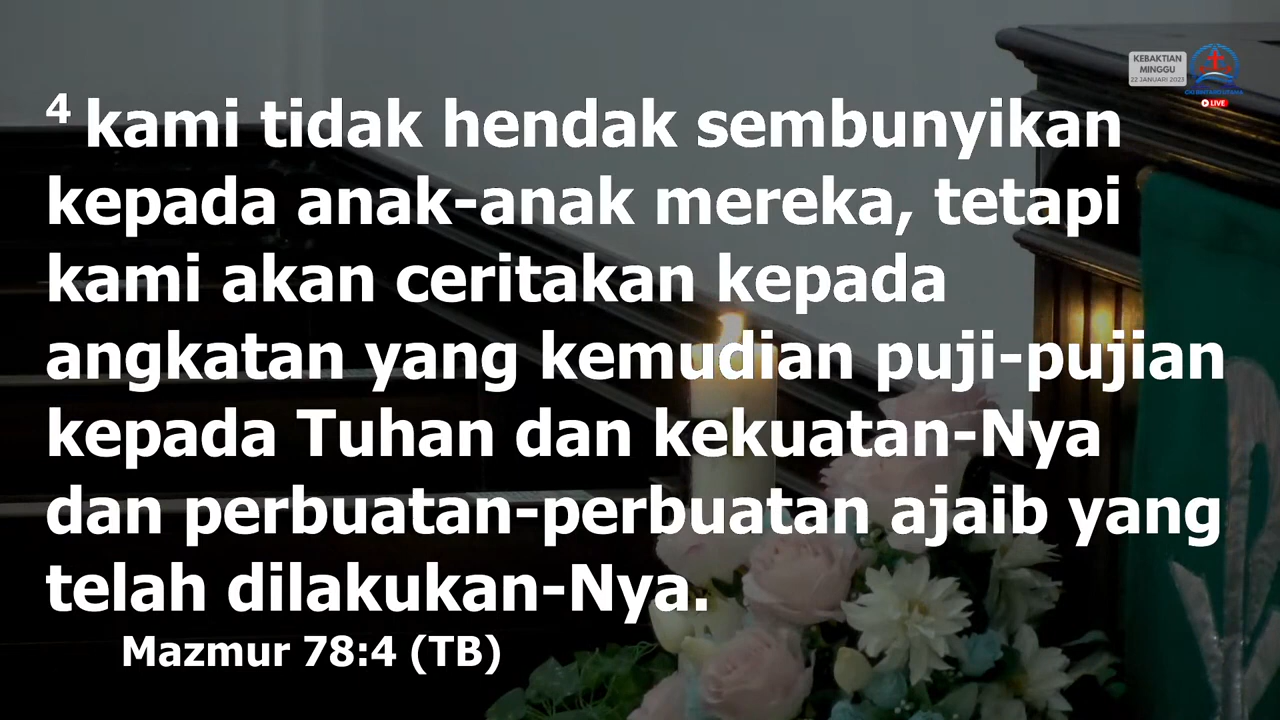 KEBAKTIAN
MINGGU
22 JANUARI 2023
LIVE
4 kami tidak hendak sembunyikan
kepada anak-anak mereka, tetapi
kami akan ceritakan kepada
angkatan yang kemudian puji-pujian
kepada Tuhan dan kekuatan-Nya
dan perbuatan-perbuatan ajaib yang
telah dilakukan-Nya.
Mazmur 78:4 (TB)